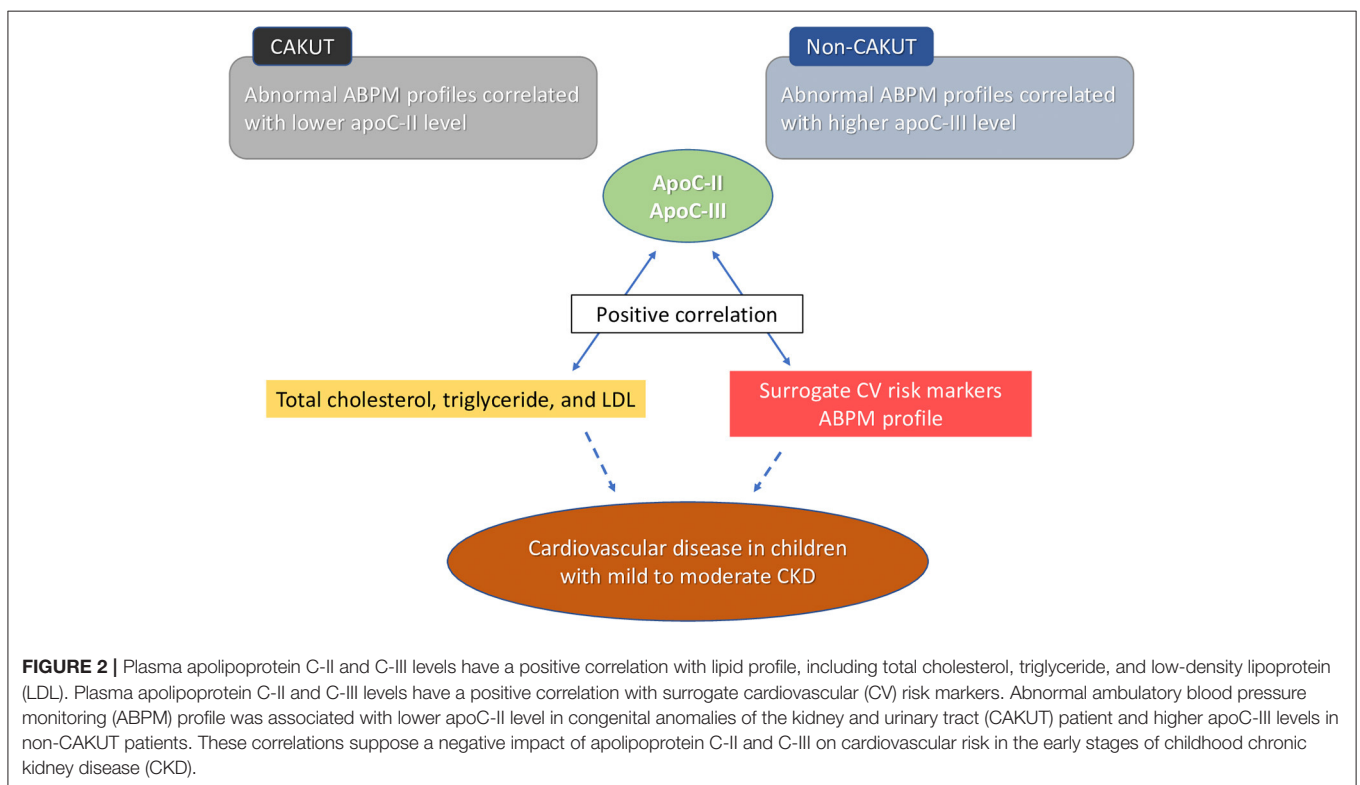 CAKUT
Abnormal ABPM profiles correlated
with lower apoC-II level
Non-CAKUT
Abnormal ABPM profiles correlated
with higher apoC-III level
ApoC-II
ApoC-III
Positive correlation
Total cholesterol, triglyceride, and LDL
Surrogate CV risk markers
ABPM profile
Cardiovascular disease in children
with mild to moderate CKD
FIGURE 2 | Plasma apolipoprotein C-II and C-III levels have a positive correlation with lipid profile, including total cholesterol, triglyceride, and low-density lipoprotein
(LDL). Plasma apolipoprotein C-II and C-III levels have a positive correlation with surrogate cardiovascular (CV) risk markers. Abnormal ambulatory blood pressure
monitoring (ABPM) profile was associated with lower apoC-II level in congenital anomalies of the kidney and urinary tract (CAKUT) patient and higher apoC-III levels in
non-CAKUT patients. These correlations suppose a negative impact of apolipoprotein C-II and C-III on cardiovascular risk in the early stages of childhood chronic
kidney disease (CKD).